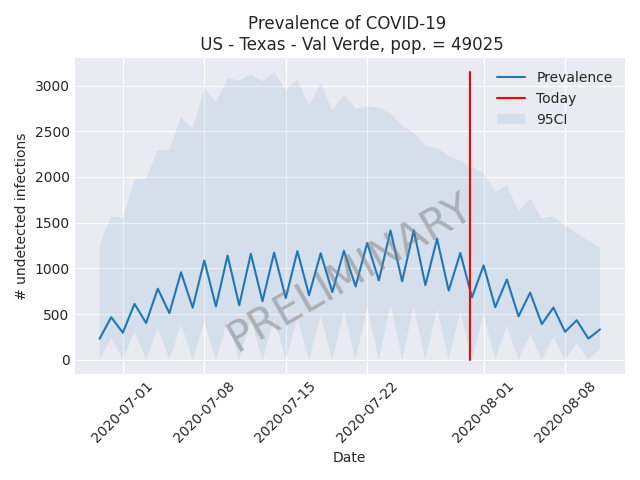 Prevalence of COVID-19
US - Texas - Val Verde, pop. = 49025
# undetected infections
3000
2500
2000
1500
1000
500
0
Prevalence
Today
95CI
PRELIMINARY
2020-07-01
2020-07-08
2020-07-15
2020-07-22
2020-08-01
2020-08-08
Date